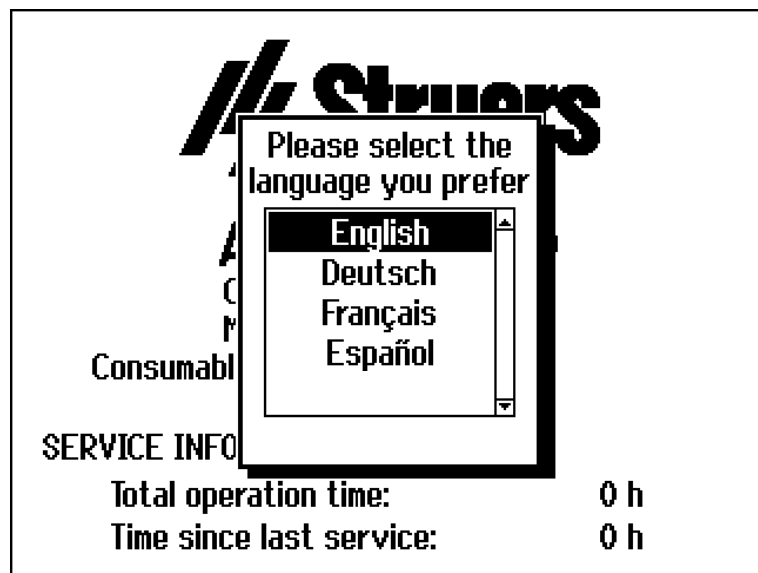 Struers
Please select the
language you prefer
English
Deutsch
Français
Español
Consumabl
SERVICE INFO
Total operation time: 0 h
Time since last service: 0 h